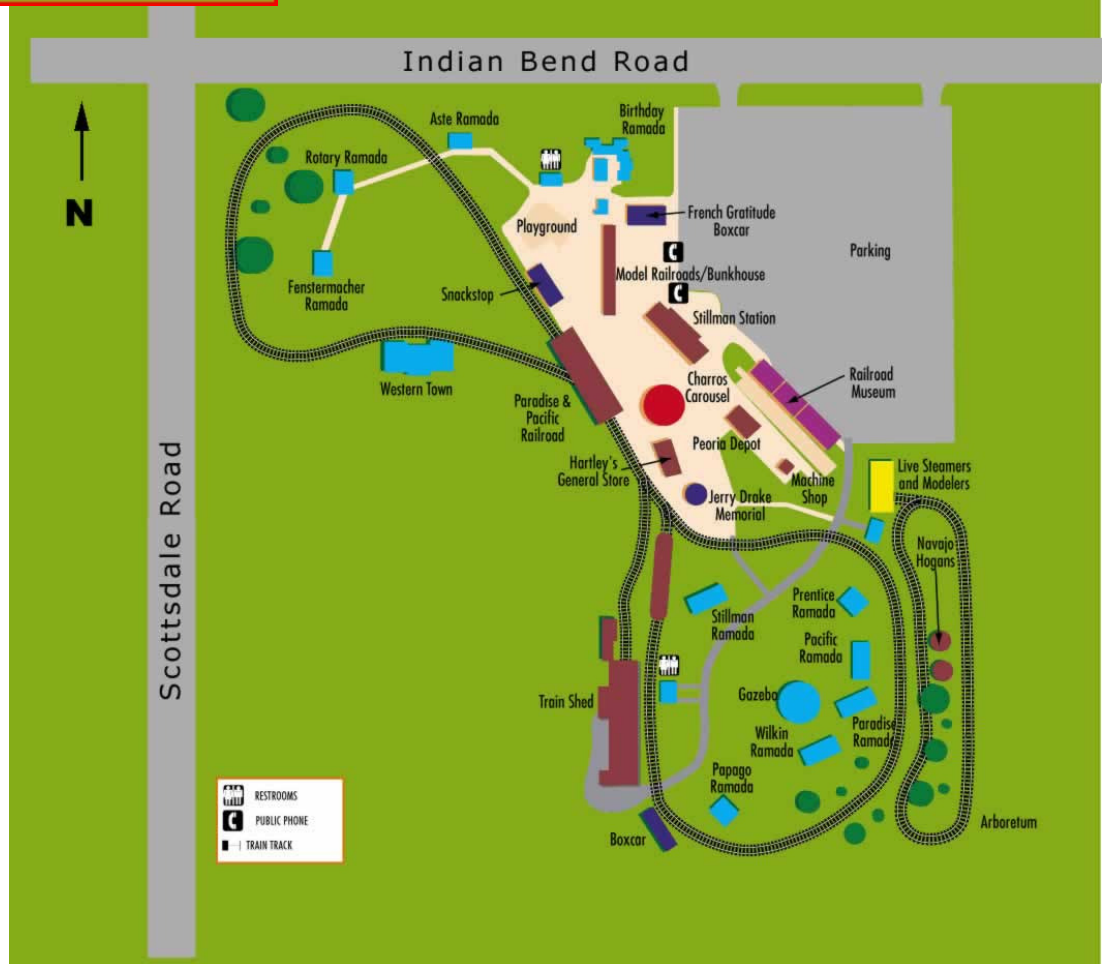 Indian Bend Road
N
Scottsdale Road
Aste Ramada
Birthday
Ramada
Rotary Ramada
French Gratitude
Boxcar
Playground
Parking
Model Railroads/Bunkhouse
Fenstermacher
Ramada
Snackstop
Stillman Station
Western Town
Charros
Carousel
Railroad
Museum
Paradise &
Pacific
Railroad
Peoria Depot
Hartley's
General Store
Machine
Shop
Live Steamers
and Modelers
Jerry Drake
Memorial
Navajo
Hogans
Stillman
Ramada
Prentice
Ramada
Pacific
Ramada
Train Shed
Gazebo
Paradise
Ramada
Wilkin
Ramada
Papago
Ramada
Boxcar
Arboretum
RESTROOMS
PUBLIC PHONE
TRAIN TRACK